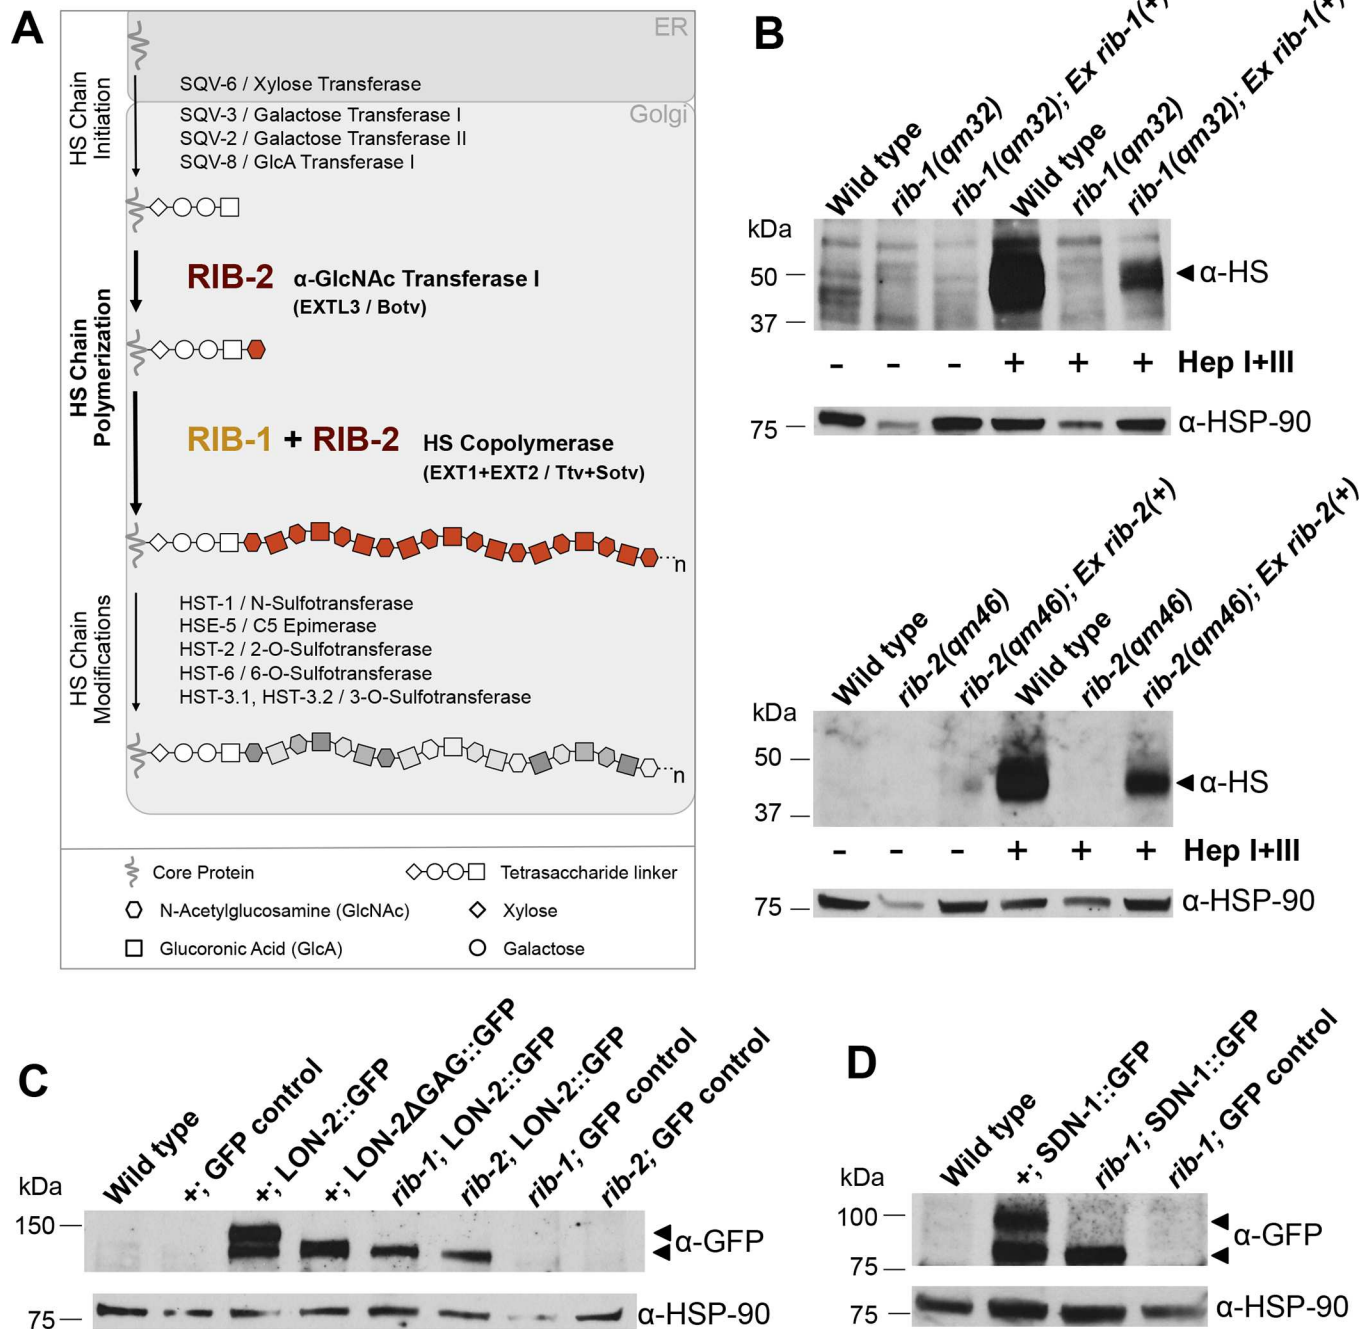 A
ER
HS Chain
Initiation
SQV-6 / Xylose Transferase
Golgi
SQV-3 / Galactose Transferase I
SQV-2 / Galactose Transferase II
SQV-8 / GlcA Transferase I
HS Chain
Polymerization
RIB-2 α-GlcNAc Transferase I
(EXTL3 / Botv)
RIB-1 + RIB-2 HS Copolymerase
(EXT1+EXT2 / Ttv+Sotv)
n
HS Chain
Modifications
HST-1 / N-Sulfotransferase
HSE-5 / C5 Epimerase
HST-2 / 2-O-Sulfotransferase
HST-6 / 6-O-Sulfotransferase
HST-3.1, HST-3.2 / 3-O-Sulfotransferase
n
Core Protein
Tetrasaccharide linker
N-Acetylglucosamine (GlcNAc)
Xylose
Glucoronic Acid (GlcA)
Galactose
B
Wild type
rib-1(qm32)
rib-1(qm32); Ex rib-1(+)
Wild type
rib-1(qm32)
rib-1(qm32); Ex rib-1(+)
kDa
50
37
α-HS
- - - + + + Hep I+III
75
α-HSP-90
Wild type
rib-2(qm46)
rib-2(qm46); Ex rib-2(+)
Wild type
rib-2(qm46)
rib-2(qm46); Ex rib-2(+)
kDa
50
37
α-HS
- - - + + + Hep I+III
75
α-HSP-90
C
Wild type
+; GFP control
+; LON-2::GFP
+; LON-2ΔGAG::GFP
rib-1; LON-2::GFP
rib-2; LON-2::GFP
rib-1; GFP control
rib-2; GFP control
kDa
150
α-GFP
75
α-HSP-90
D
Wild type
+; SDN-1::GFP
rib-1; SDN-1::GFP
rib-1; GFP control
kDa
100
75
α-GFP
75
α-HSP-90